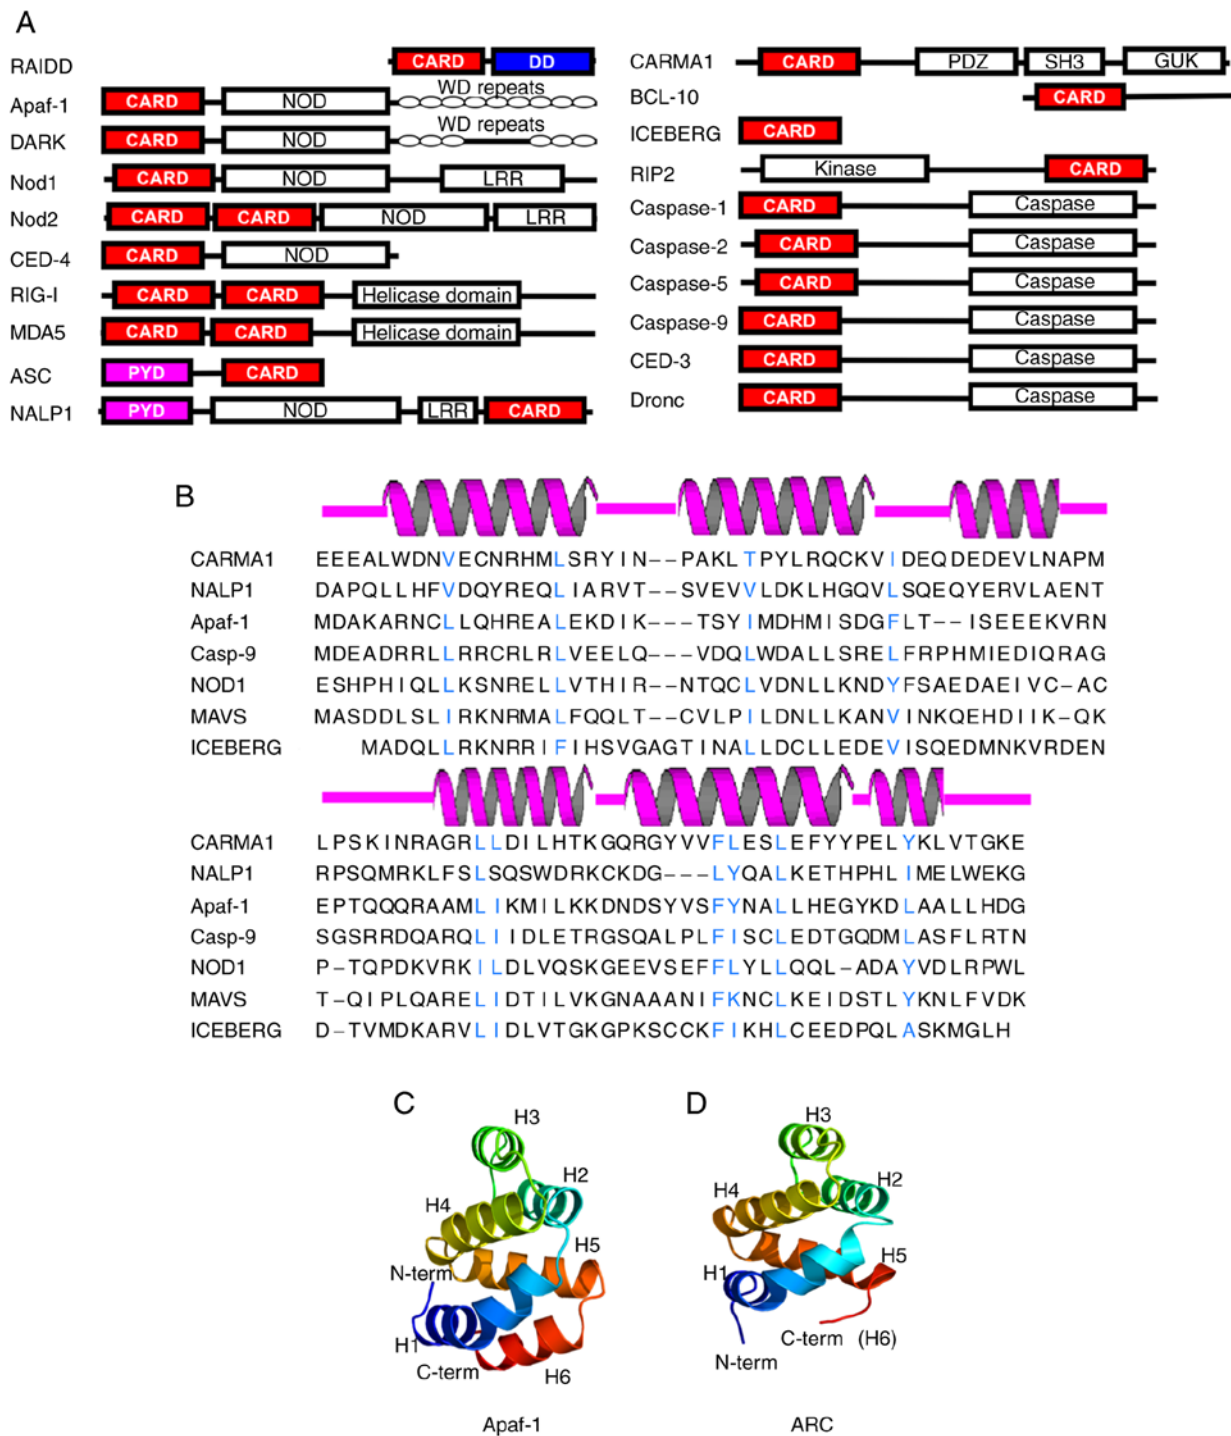 A
RAIDD CARD DD
Apaf-1 CARD NOD WD repeats
DARK CARD NOD WD repeats
Nod1 CARD NOD LRR
Nod2 CARD CARD NOD LRR
CED-4 CARD NOD
RIG-I CARD CARD Helicase domain
MDA5 CARD CARD Helicase domain
ASC PYD CARD
NALP1 PYD NOD LRR CARD
CARMA1 CARD PDZ SH3 GUK
BCL-10 CARD
ICEBERG CARD
RIP2 Kinase CARD
Caspase-1 CARD Caspase
Caspase-2 CARD Caspase
Caspase-5 CARD Caspase
Caspase-9 CARD Caspase
CED-3 CARD Caspase
Dronc CARD Caspase
B
CARMA1 EEEALWDNVECNRHMLSRYIN--PAKLTPYLRQCKVIDEQDEDEVLNAPM
NALP1 DAPQLLHFVDQYREQLIARVT--SVEVVLDKLHGQVLSQEQYERVLAENT
Apaf-1 MDAKARNCLLQHREALEKDIK---TSYIMDHMISDGFLT--ISEEEKVRN
Casp-9 MDEADRRLLRRCRLRLVEELQ---VDQLWDALLSRELFRPHMIEDIQRAG
NOD1 ESHPHIQLLKSNRELLVTHIR--NTQCLVDNLLKNDYFSAEDAEIVC-AC
MAVS MASDDLSLIRKNRMALFQQLT--CVLPILDNLLKANVINKQEHDIIK-QK
ICEBERG MADQLLRKNRRIFIHSVGAGTINALLDCLLEDEVISQEDMNKVRDEN
CARMA1 LPSKINRAGRLLDILHTKGQRGYVVFLESLEFYYPELYKLVTGKE
NALP1 RPSQMRKLFSLSQSWDRKCKDG---LYQALKETHPHLIMELWEKG
Apaf-1 EPTQQQRAAMLIKMILKKDNDSYVSFYNALLHEGYKDLAALLHDG
Casp-9 SGSRRDQARQLIIDLETRGSQALPLFISCLEDTGQDMLASFLRTN
NOD1 P-TQPDKVRKILDLVQSKGEEVSEFFLYLLQQL-ADAYVDLRPWL
MAVS T-QIPLQARELIDTILVKGNAAANIFKNCLKEIDSTLYKNLFVDK
ICEBERG D-TVMDKARVLIDLVTGKGPKSCCKFIKHLCEEDPQLASKMGLH
C
H3
H2
H4
H5
N-term
H1
C-term
H6
Apaf-1
D
H3
H2
H4
H5
H1
C-term (H6)
N-term
ARC